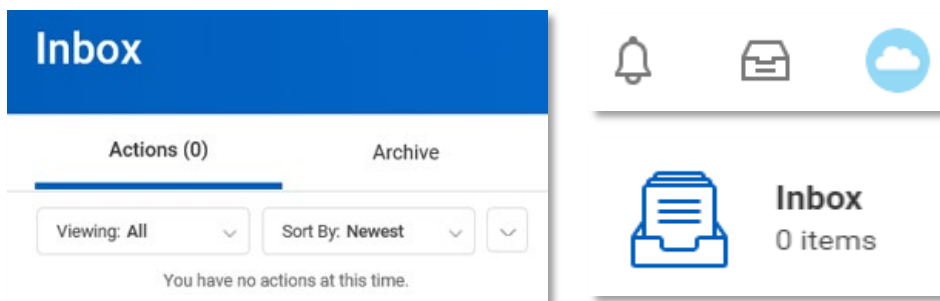 Inbox
Actions (0)
Archive
Viewing: All
Sort By: Newest
You have no actions at this time.
Inbox
0 items